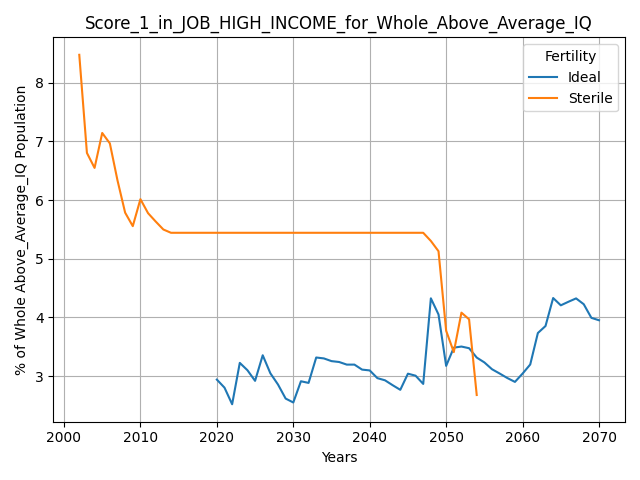 Score_1_in_JOB_HIGH_INCOME_for_Whole_Above_Average_IQ
Fertility
Ideal
Sterile
% of Whole Above_Average_IQ Population
8
7
6
5
4
3
2000 2010 2020 2030 2040 2050 2060 2070
Years